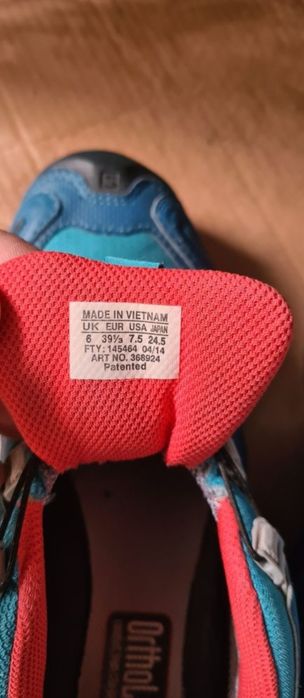 MADE IN VIETNAM
UK EUR USA JAPAN
6 39⅓ 7.5 24.5
FTY: 145464 04/14
ART NO. 368924
Patented
OrthoL